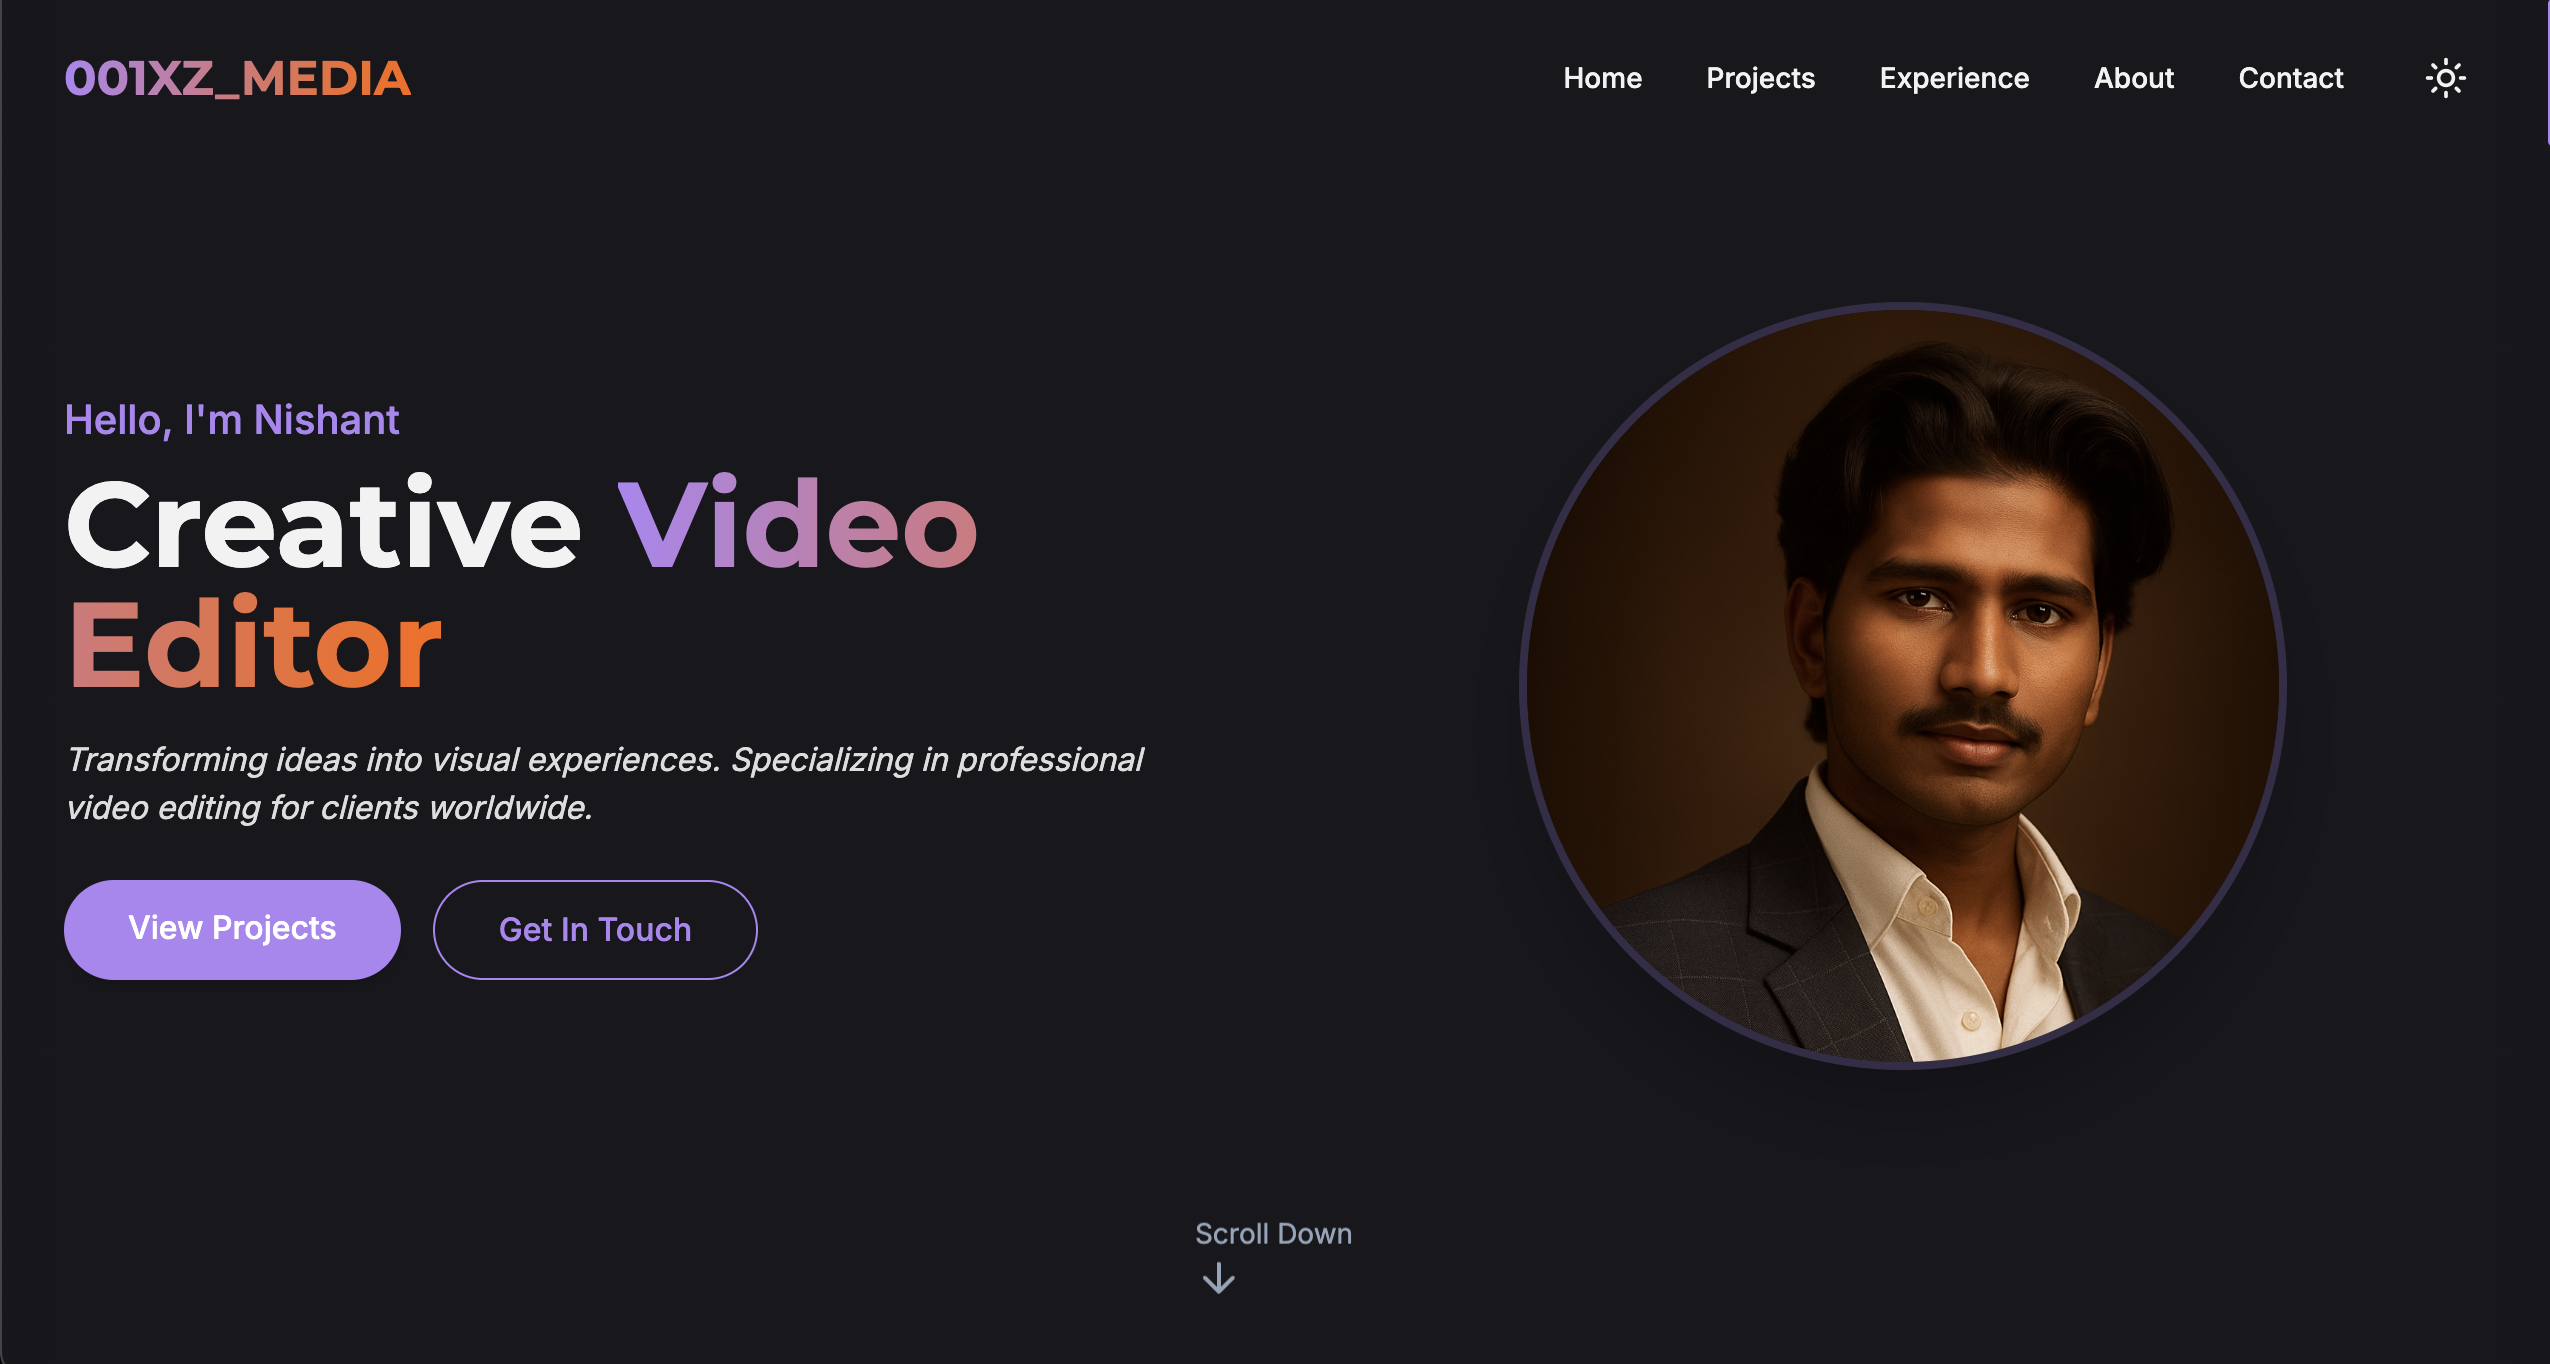 001XZ_MEDIA
Home Projects Experience About Contact
Hello, I'm Nishant
Creative Video
Editor
Transforming ideas into visual experiences. Specializing in professional
video editing for clients worldwide.
View Projects Get In Touch
Scroll Down